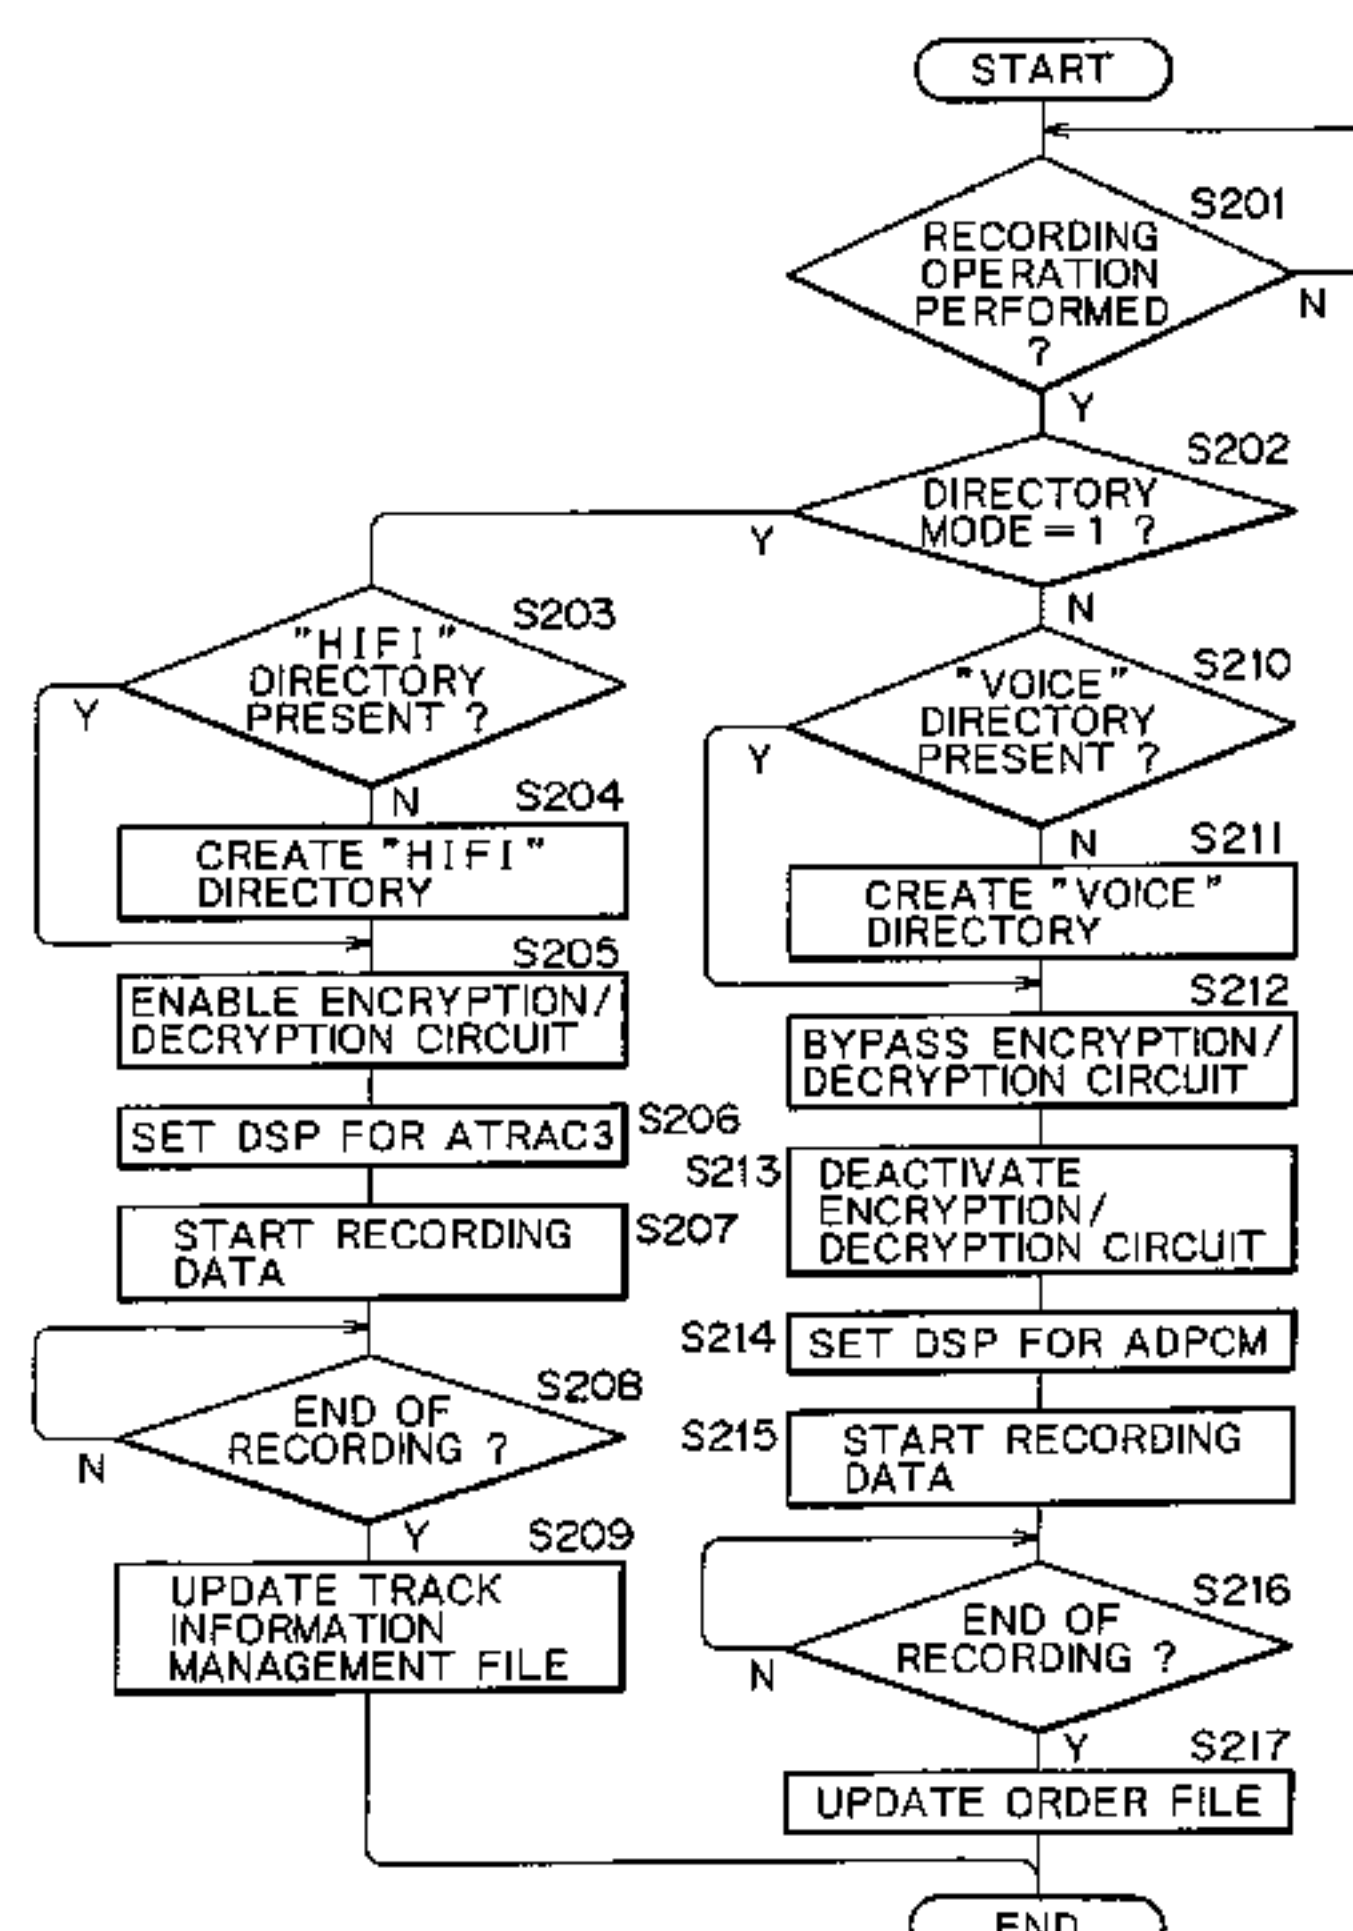 START
S201
RECORDING
OPERATION
PERFORMED
?
N
Y
S202
DIRECTORY
MODE=1 ?
Y
N
S203
"HIFI"
DIRECTORY
PRESENT ?
Y
N
S204
CREATE "HIFI"
DIRECTORY
S205
ENABLE ENCRYPTION/
DECRYPTION CIRCUIT
SET DSP FOR ATRAC3
S206
START RECORDING
DATA
S207
S208
END OF
RECORDING ?
N
Y
S209
UPDATE TRACK
INFORMATION
MANAGEMENT FILE
S210
"VOICE"
DIRECTORY
PRESENT ?
Y
N
S211
CREATE "VOICE"
DIRECTORY
S212
BYPASS ENCRYPTION/
DECRYPTION CIRCUIT
S213
DEACTIVATE
ENCRYPTION/
DECRYPTION CIRCUIT
S214
SET DSP FOR ADPCM
S215
START RECORDING
DATA
S216
END OF
RECORDING ?
N
Y
S217
UPDATE ORDER FILE
END